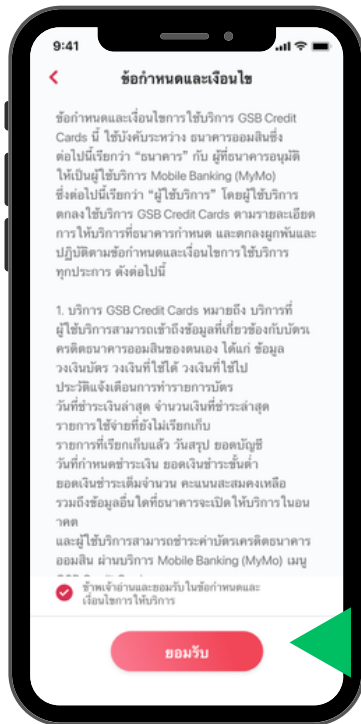 9:41
ข้อกำหนดและเงื่อนไข
ข้อกำหนดและเงื่อนไขการใช้บริการ GSB Credit
Cards นี้ ใช้บังคับระหว่าง ธนาคารออมสินซึ่ง
ต่อไปนี้เรียกว่า “ธนาคาร” กับ ผู้ที่ธนาคารอนุมัติ
ให้เป็นผู้ใช้บริการ Mobile Banking (MyMo)
ซึ่งต่อไปนี้เรียกว่า “ผู้ใช้บริการ” โดยผู้ใช้บริการ
ตกลงใช้บริการ GSB Credit Cards ตามรายละเอียด
การให้บริการที่ธนาคารกำหนด และตกลงผูกพันและ
ปฏิบัติตามข้อกำหนดและเงื่อนไขการใช้บริการ
ทุกประการ ดังต่อไปนี้
1. บริการ GSB Credit Cards หมายถึง บริการที่
ผู้ใช้บริการสามารถเข้าถึงข้อมูลที่เกี่ยวข้องกับบัตรเ
ครดิตธนาคารออมสินของตนเอง ได้แก่ ข้อมูล
วงเงินบัตร วงเงินที่ใช้ได้ วงเงินที่ใช้ไป
ประวัติแจ้งเตือนการทำรายการบัตร
วันที่ชำระเงินล่าสุด จำนวนเงินที่ชำระล่าสุด
รายการใช้จ่ายที่ยังไม่เรียกเก็บ
รายการที่เรียกเก็บแล้ว วันสรุป ยอดบัญชี
วันที่กำหนดชำระเงิน ยอดเงินชำระขั้นต่ำ
ยอดเงินชำระเต็มจำนวน คะแนนสะสมคงเหลือ
รวมถึงข้อมูลอื่นใดที่ธนาคารจะเปิดให้บริการในอน
าคต
และผู้ใช้บริการสามารถชำระค่าบัตรเครดิตธนาคาร
ออมสิน ผ่านบริการ Mobile Banking (MyMo) เมนู
ข้าพเจ้าอ่านและยอมรับในข้อกำหนดและ
เงื่อนไขการให้บริการ
ยอมรับ